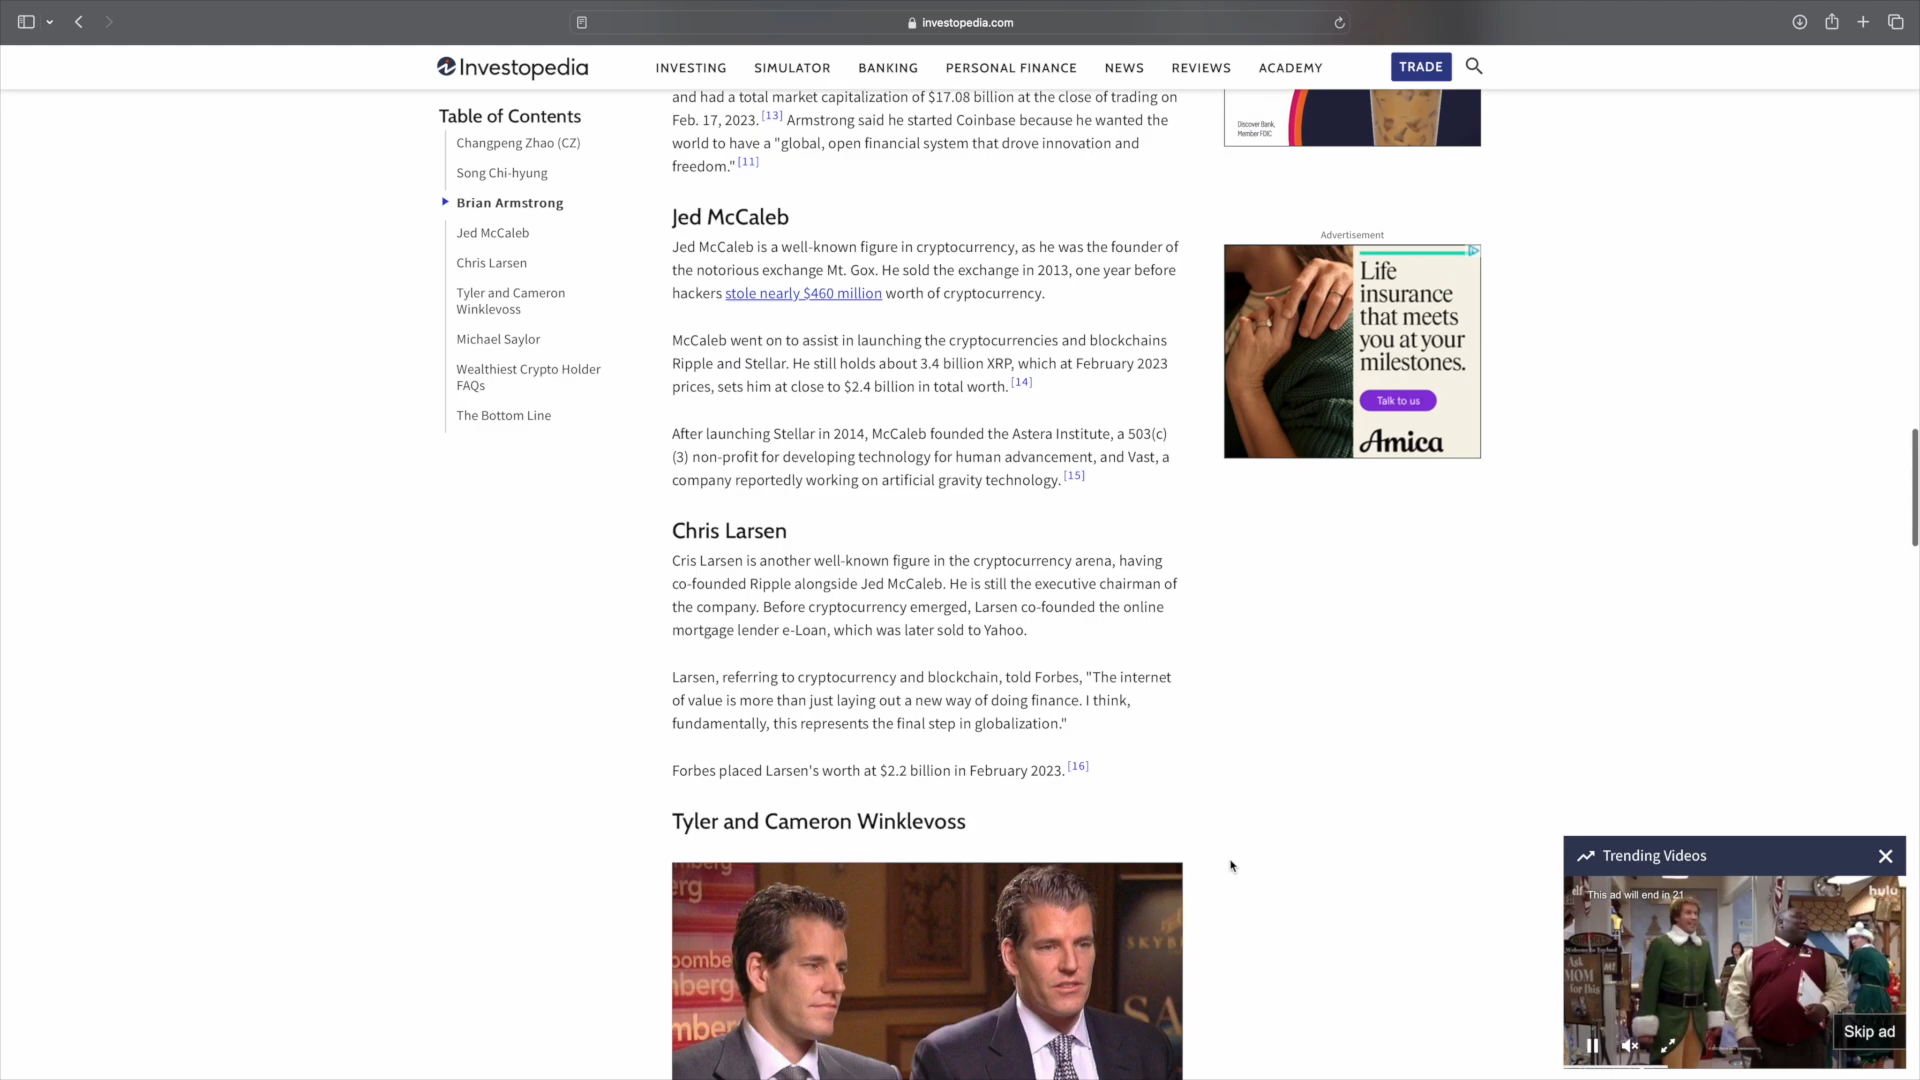 investopedia.com
Investopedia
INVESTING SIMULATOR BANKING PERSONAL FINANCE NEWS REVIEWS ACADEMY TRADE
Table of Contents
Changpeng Zhao (CZ)
Song Chi-hyung
Brian Armstrong
Jed McCaleb
Chris Larsen
Tyler and Cameron
Winklevoss
Michael Saylor
Wealthiest Crypto Holder
FAQs
The Bottom Line
and had a total market capitalization of $17.08 billion at the close of trading on
Feb. 17, 2023. [13] Armstrong said he started Coinbase because he wanted the
world to have a "global, open financial system that drove innovation and
freedom." [11]
Jed McCaleb
Jed McCaleb is a well-known figure in cryptocurrency, as he was the founder of
the notorious exchange Mt. Gox. He sold the exchange in 2013, one year before
hackers stole nearly $460 million worth of cryptocurrency.
McCaleb went on to assist in launching the cryptocurrencies and blockchains
Ripple and Stellar. He still holds about 3.4 billion XRP, which at February 2023
prices, sets him at close to $2.4 billion in total worth. [14]
After launching Stellar in 2014, McCaleb founded the Astera Institute, a 503(c)
(3) non-profit for developing technology for human advancement, and Vast, a
company reportedly working on artificial gravity technology. [15]
Chris Larsen
Cris Larsen is another well-known figure in the cryptocurrency arena, having
co-founded Ripple alongside Jed McCaleb. He is still the executive chairman of
the company. Before cryptocurrency emerged, Larsen co-founded the online
mortgage lender e-Loan, which was later sold to Yahoo.
Larsen, referring to cryptocurrency and blockchain, told Forbes, "The internet
of value is more than just laying out a new way of doing finance. I think,
fundamentally, this represents the final step in globalization."
Forbes placed Larsen's worth at $2.2 billion in February 2023. [16]
Tyler and Cameron Winklevoss
Discover Bank,
Member FDIC
Advertisement
Life
insurance
that meets
you at your
milestones.
Talk to us
Amica
Trending Videos
elf
This ad will end in 21
hulu
Ask
MOM
for this
Skip ad